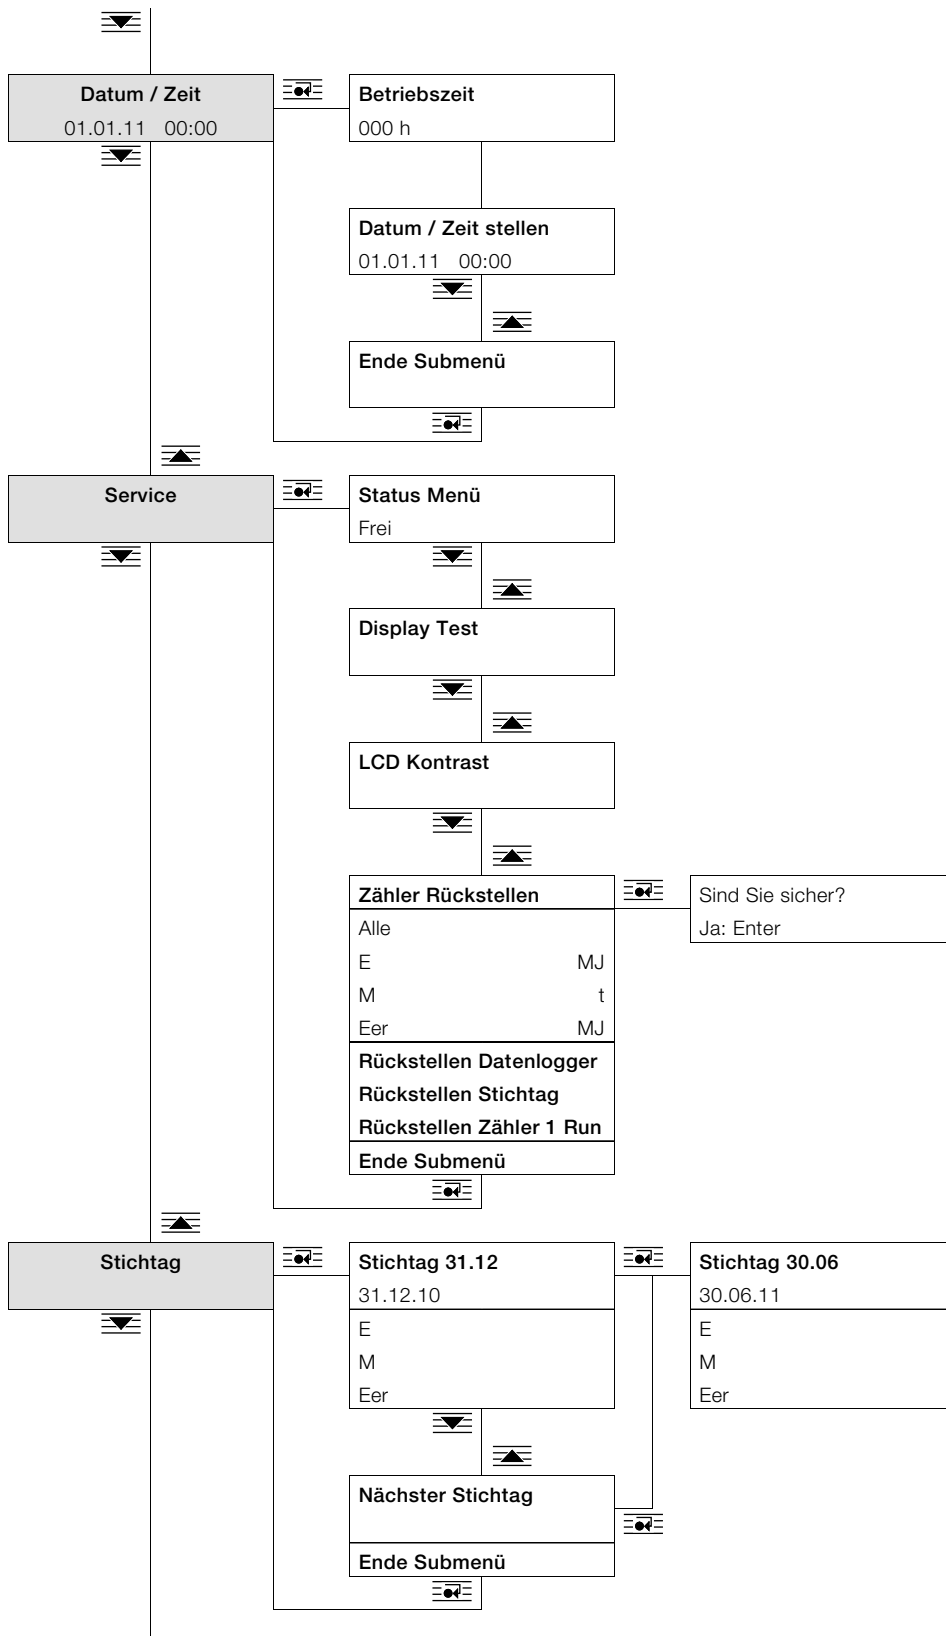 Datum / Zeit
01.01.11 00:00
Betriebszeit
000 h
Datum / Zeit stellen
01.01.11 00:00
Ende Submenü
Service
Status Menü
Frei
Display Test
LCD Kontrast
Zähler Rückstellen
Alle
E MJ
M t
Eer MJ
Rückstellen Datenlogger
Rückstellen Stichtag
Rückstellen Zähler 1 Run
Ende Submenü
Sind Sie sicher?
Ja: Enter
Stichtag
Stichtag 31.12
31.12.10
E
M
Eer
Stichtag 30.06
30.06.11
E
M
Eer
Nächster Stichtag
Ende Submenü